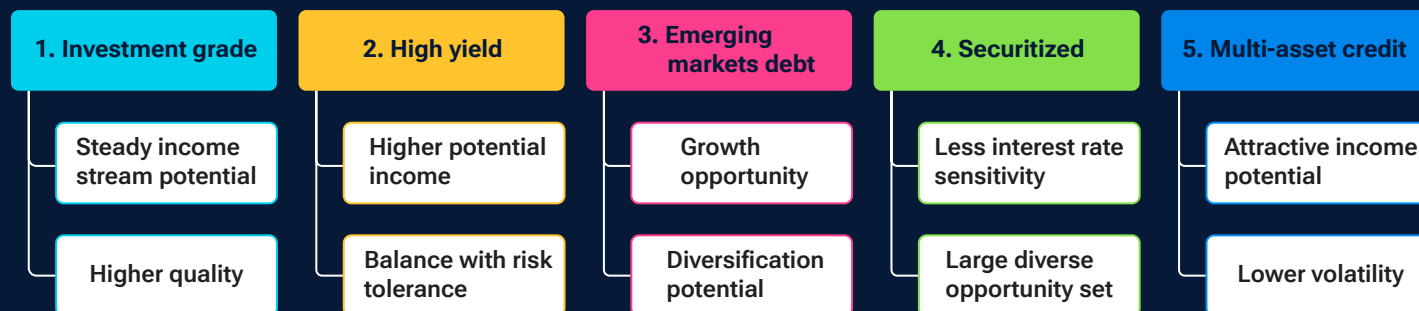 1. Investment grade
Steady income
stream potential
Higher quality
2. High yield
Higher potential
income
Balance with risk
tolerance
3. Emerging
markets debt
Growth
opportunity
Diversification
potential
4. Securitized
Less interest rate
sensitivity
Large diverse
opportunity set
5. Multi-asset credit
Attractive income
potential
Lower volatility